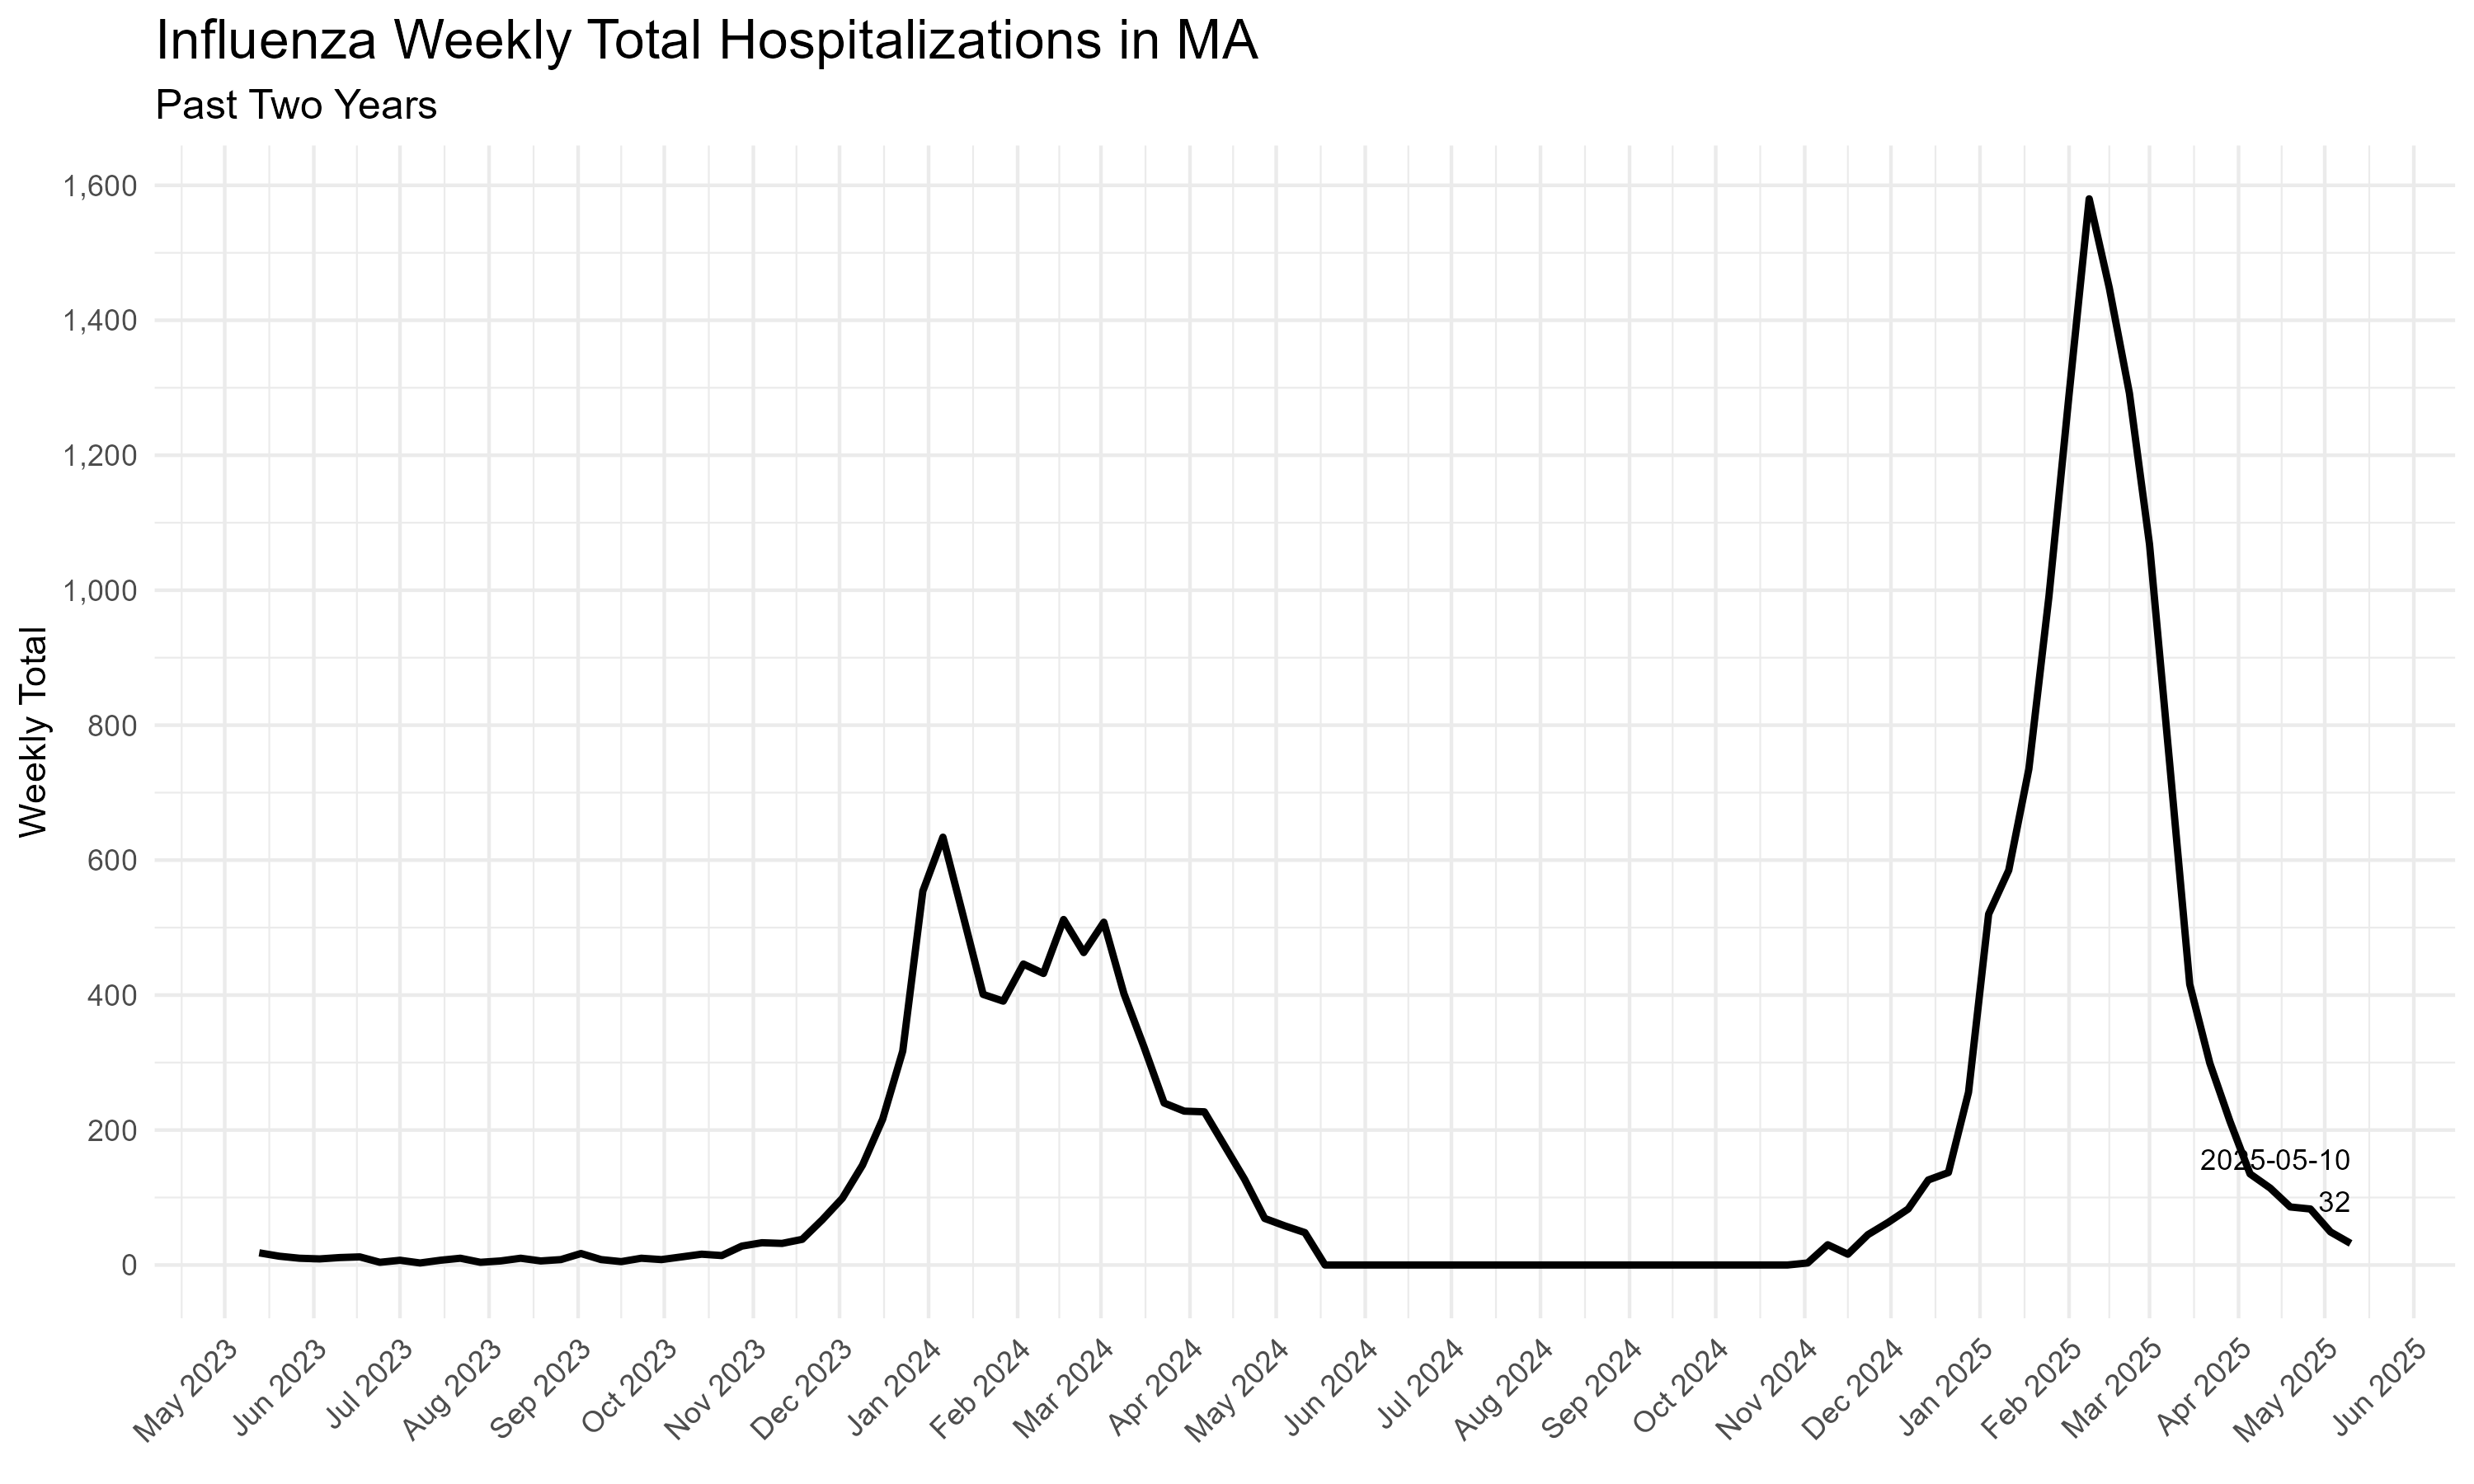 Influenza Weekly Total Hospitalizations in MA
Past Two Years
1,600
1,400
1,200
1,000
800
600
400
200
0
Weekly Total
2025-05-10
32
May 2023
Jun 2023
Jul 2023
Aug 2023
Sep 2023
Oct 2023
Nov 2023
Dec 2023
Jan 2024
Feb 2024
Mar 2024
Apr 2024
May 2024
Jun 2024
Jul 2024
Aug 2024
Sep 2024
Oct 2024
Nov 2024
Dec 2024
Jan 2025
Feb 2025
Mar 2025
Apr 2025
May 2025
Jun 2025